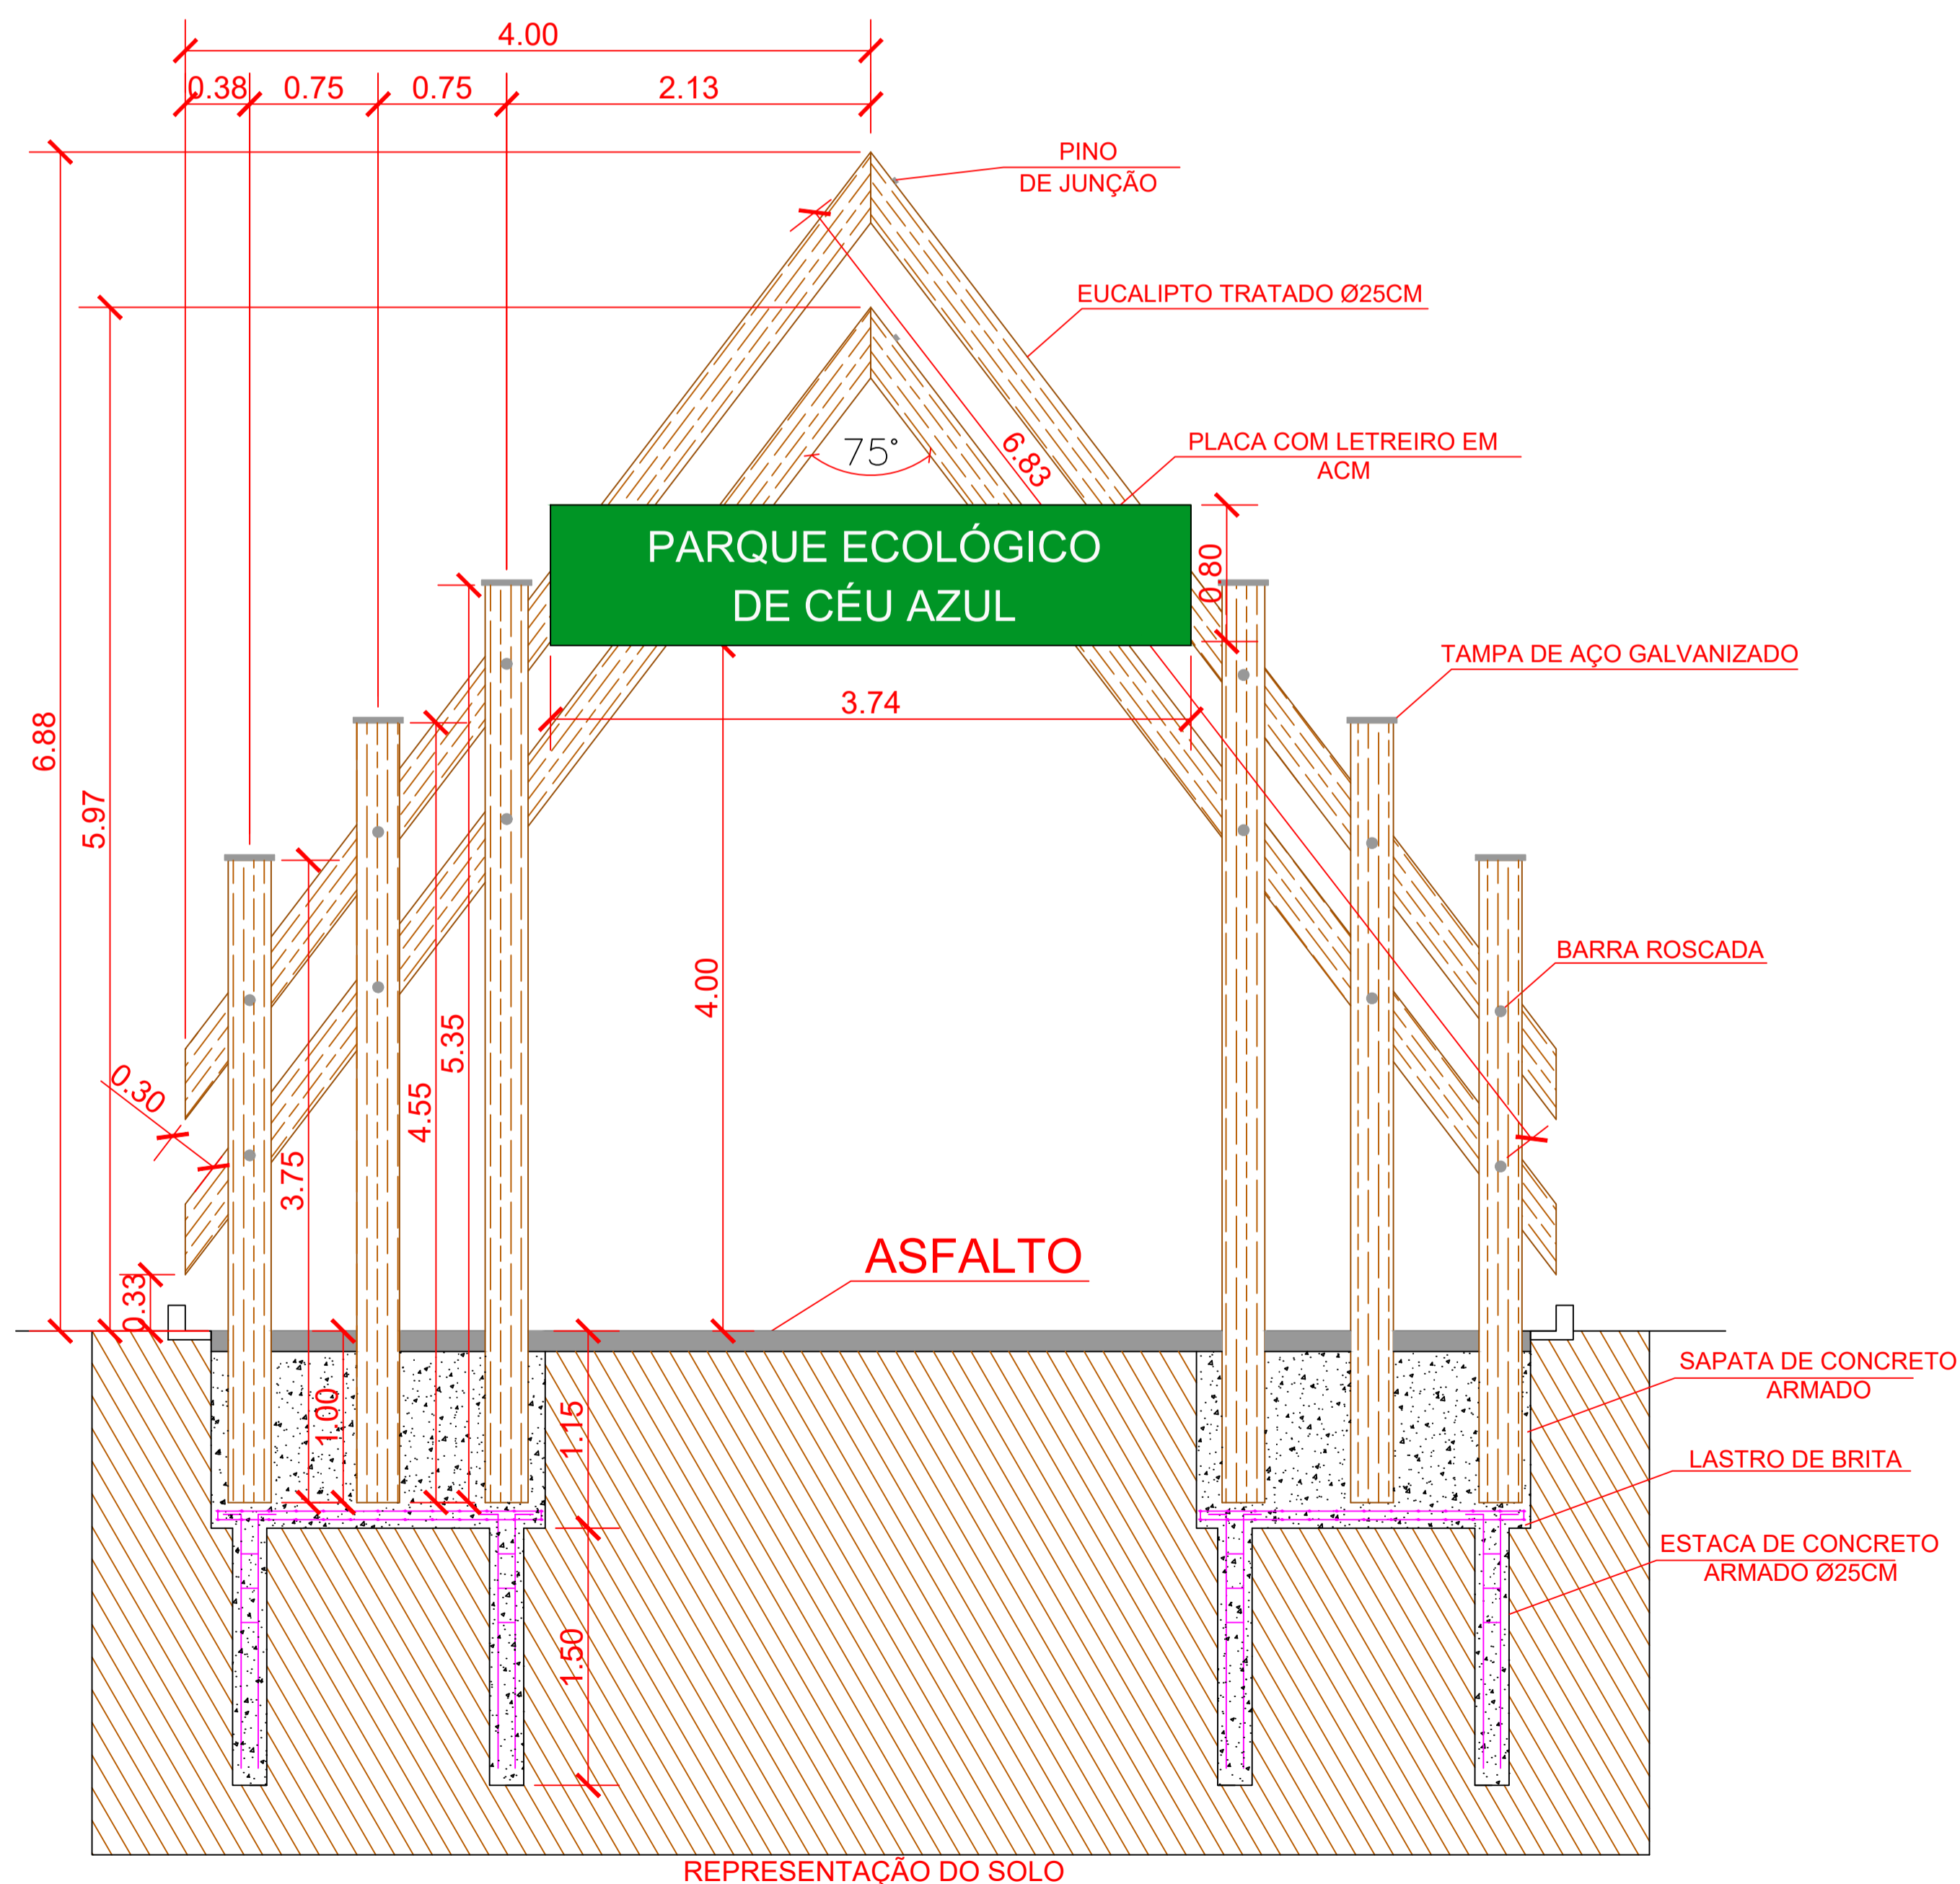 4.00
0.38
0.75
0.75
2.13
PINO
DE JUNÇÃO
EUCALIPTO TRATADO Ø25CM
75°
6.83
PLACA COM LETREIRO EM
ACM
PARQUE ECOLÓGICO
DE CÉU AZUL
0.80
TAMPA DE AÇO GALVANIZADO
3.74
6.88
5.97
BARRA ROSCADA
4.00
5.35
4.55
0.30
3.75
ASFALTO
0.33
SAPATA DE CONCRETO
ARMADO
1.00
1.15
LASTRO DE BRITA
ESTACA DE CONCRETO
ARMADO Ø25CM
1.50
REPRESENTAÇÃO DO SOLO